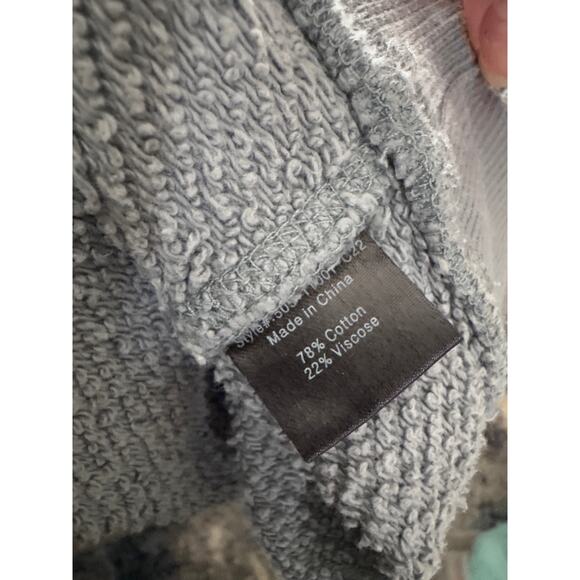 Made in China
78% Cotton
22% Viscose